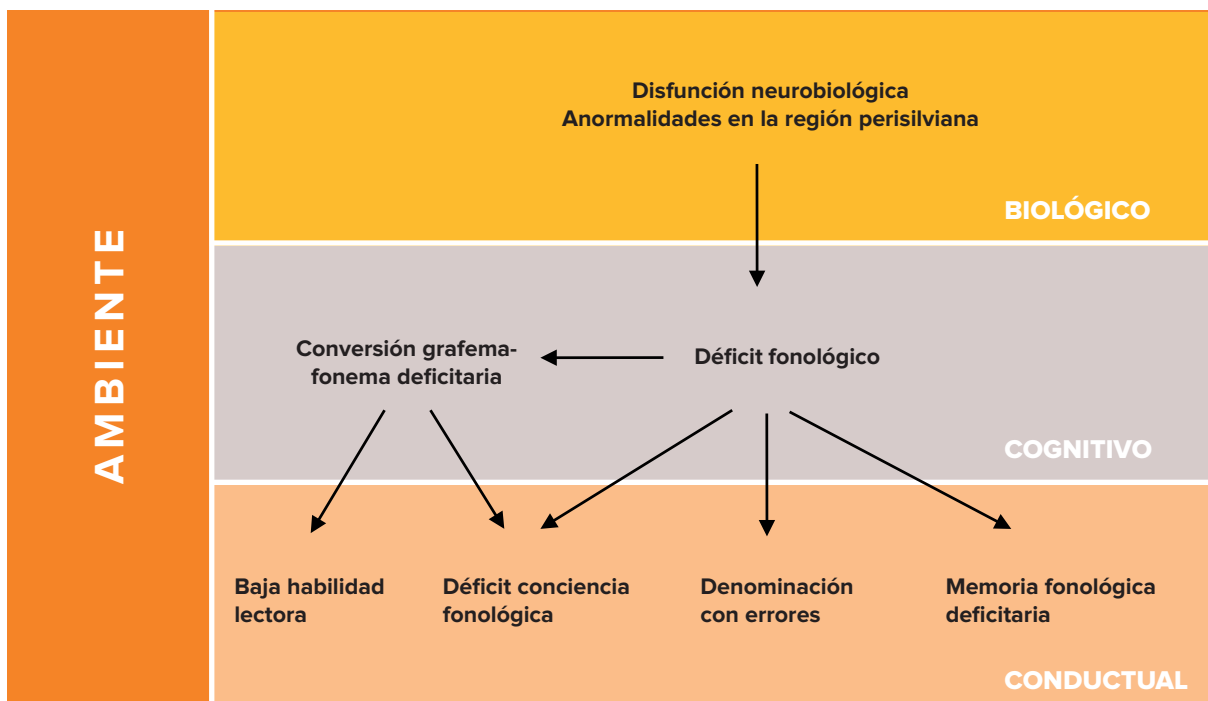 AMBIENTE
Disfunción neurobiológica
Anormalidades en la región perisilviana
BIOLÓGICO
Conversión grafema-
fonema deficitaria
Déficit fonológico
COGNITIVO
Baja habilidad
lectora
Déficit conciencia
fonológica
Denominación
con errores
Memoria fonológica
deficitaria
CONDUCTUAL